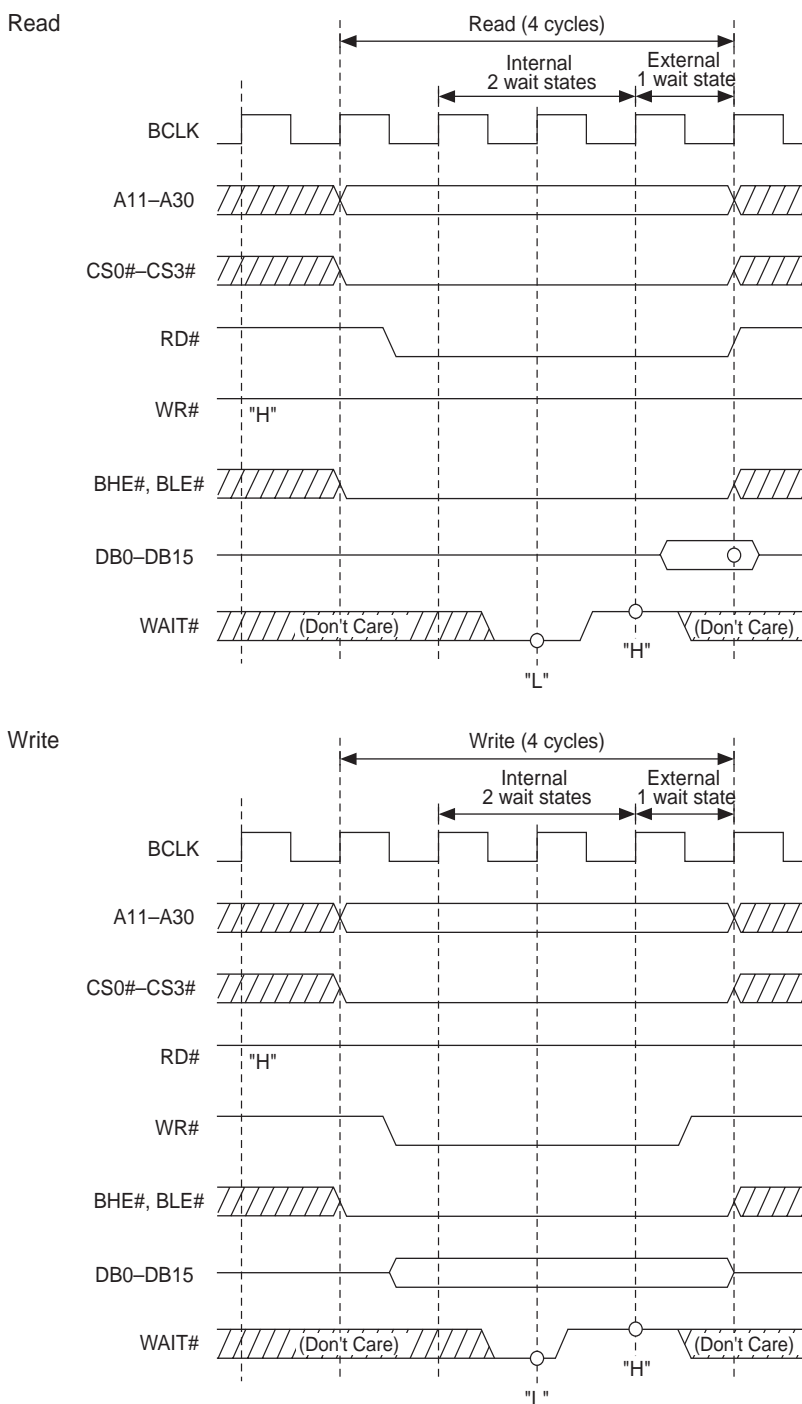 Read
Read (4 cycles)
Internal
2 wait states
External
1 wait state
BCLK
A11–A30
CS0#–CS3#
RD#
WR#
"H"
BHE#, BLE#
DB0–DB15
WAIT#
(Don't Care)
(Don't Care)
"H"
"L"
Write
Write (4 cycles)
Internal
2 wait states
External
1 wait state
BCLK
A11–A30
CS0#–CS3#
RD#
"H"
WR#
BHE#, BLE#
DB0–DB15
WAIT#
(Don't Care)
(Don't Care)
"H"
"L"